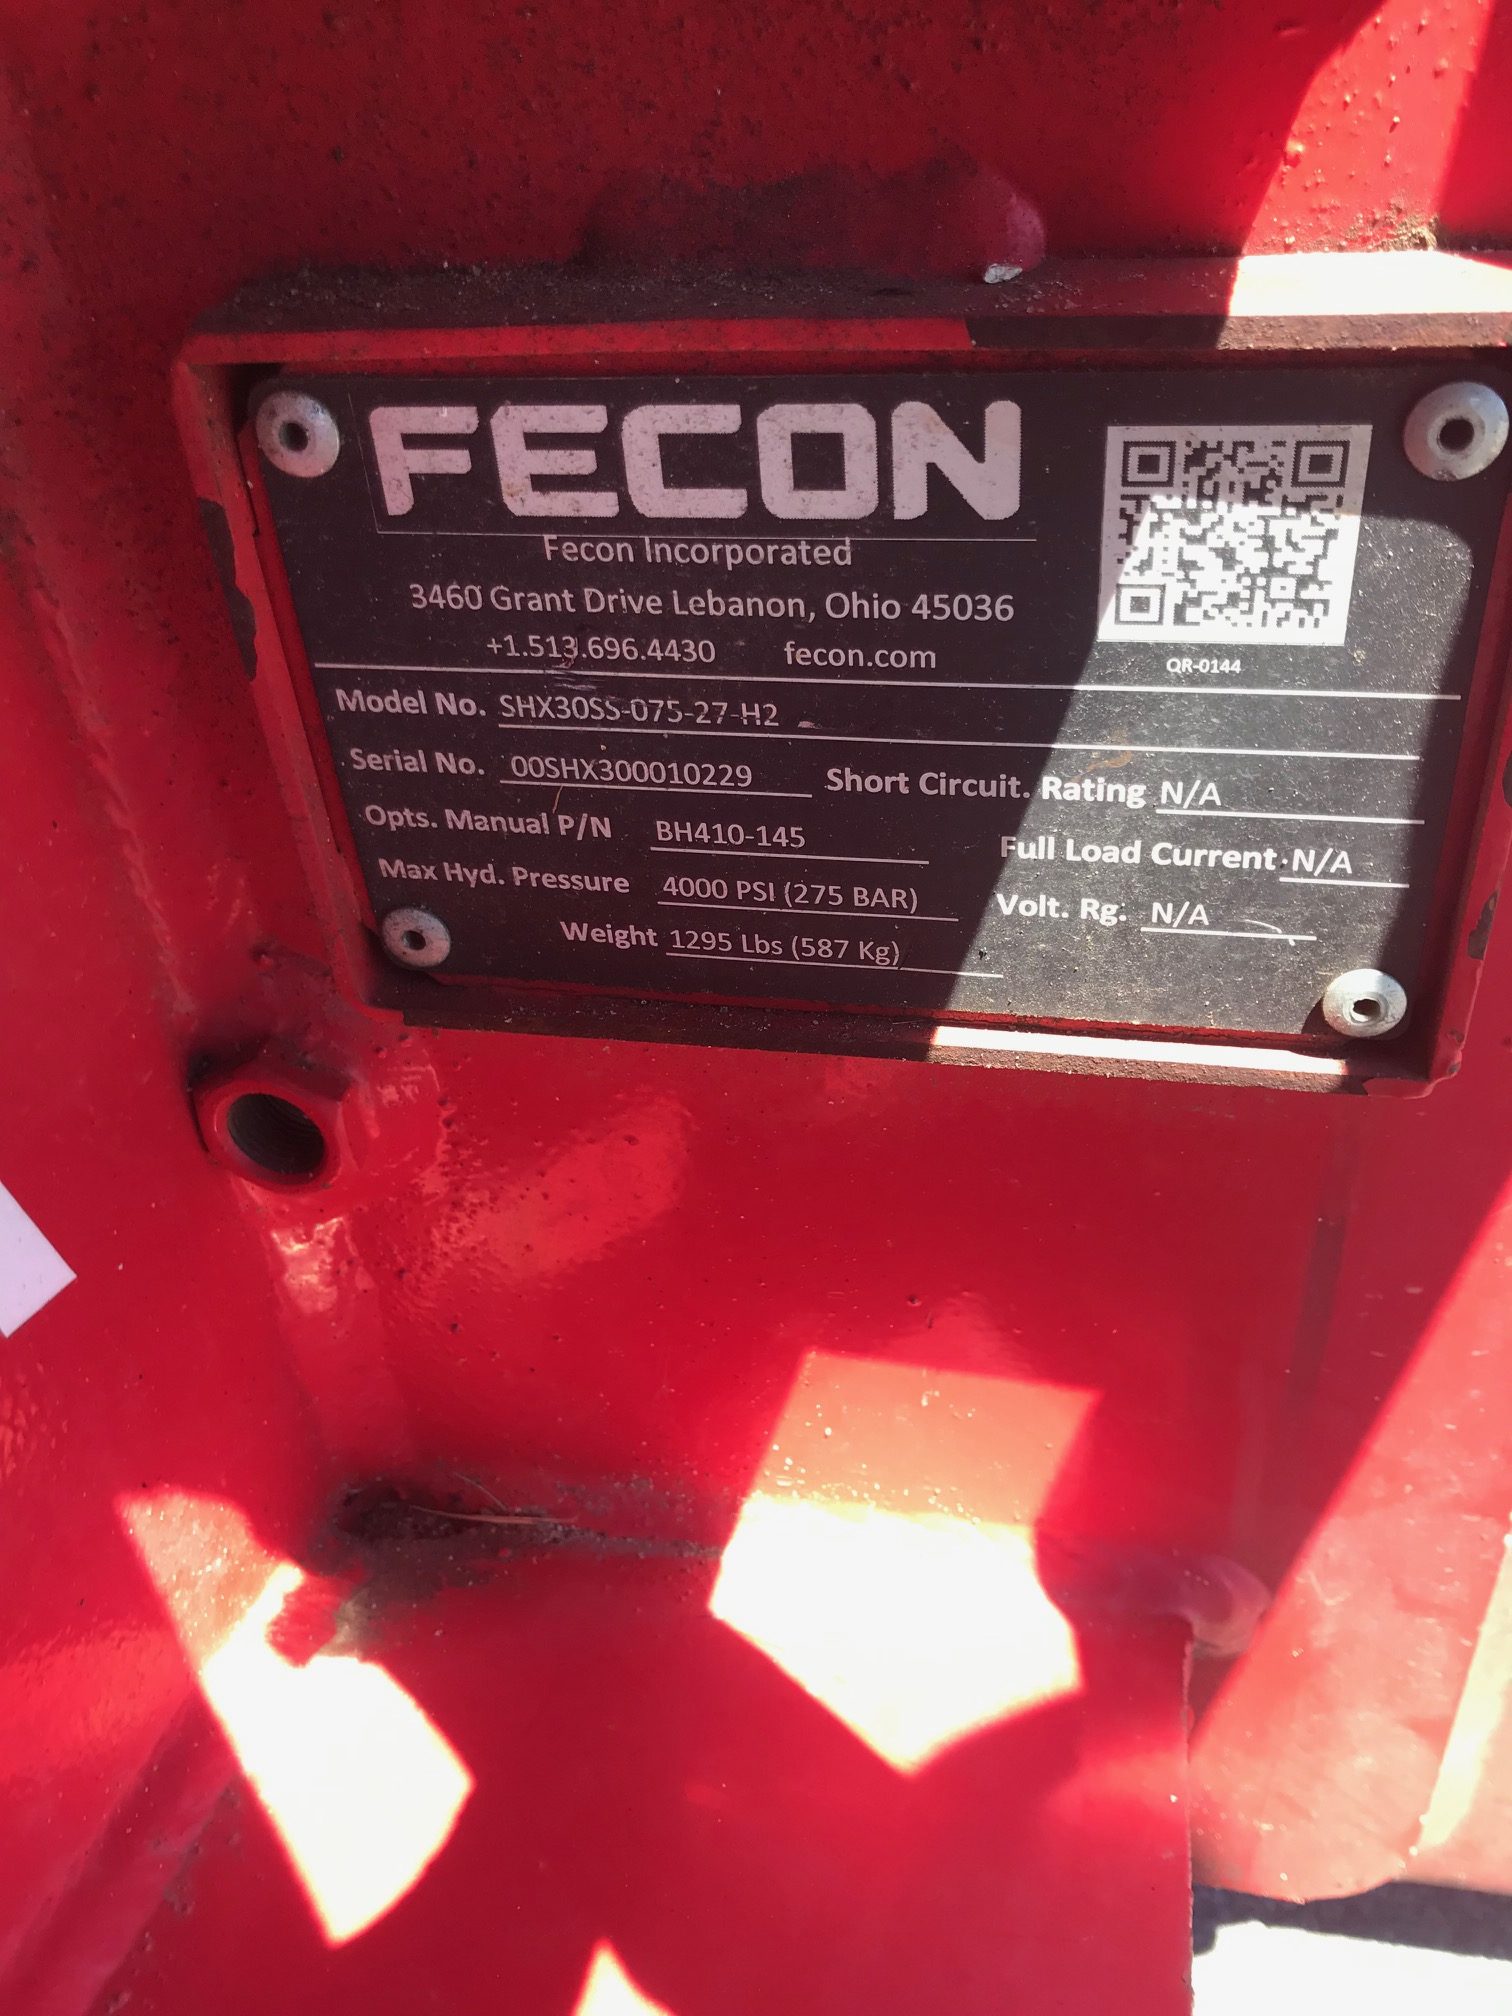 FECON
Fecon Incorporated
3460 Grant Drive Lebanon, Ohio 45036
+1.513.696.4430 fecon.com
QR-0144
Model No. SHX30SS-075-27-H2
Serial No. 00SHX300010229 Short Circuit. Rating N/A
Opts. Manual P/N BH410-145 Full Load Current. N/A
Max Hyd. Pressure 4000 PSI (275 BAR) Volt. Rg. N/A
Weight 1295 Lbs (587 Kg)